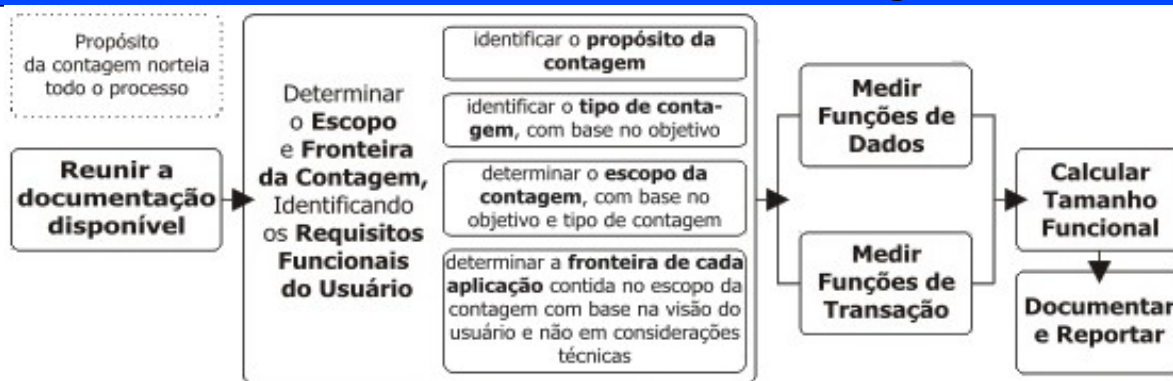 Propósito
da contagem norteia
todo o processo
Reunir a
documentação
disponível
Determinar
o Escopo
e Fronteira
da Contagem,
Identificando
os Requisitos
Funcionais
do Usuário
identificar o propósito da
contagem
identificar o tipo de conta-
gem, com base no objetivo
determinar o escopo da
contagem, com base no
objetivo e tipo de contagem
determinar a fronteira de cada
aplicação contida no escopo da
contagem com base na visão do
usuário e não em considerações
técnicas
Medir
Funções de
Dados
Medir
Funções de
Transação
Calcular
Tamanho
Funcional
Documentar
e Reportar